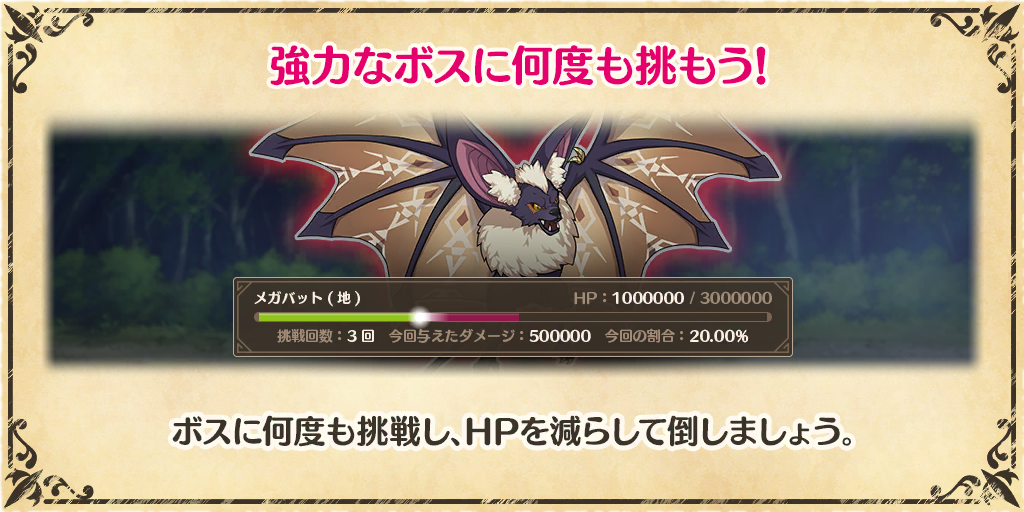 強力なボスに何度も挑もう!
メガバット(地) HP:1000000 / 3000000
挑戦回数:3回 今回与えたダメージ:500000 今回の割合:20.00%
ボスに何度も挑戦し、HPを減らして倒しましょう。